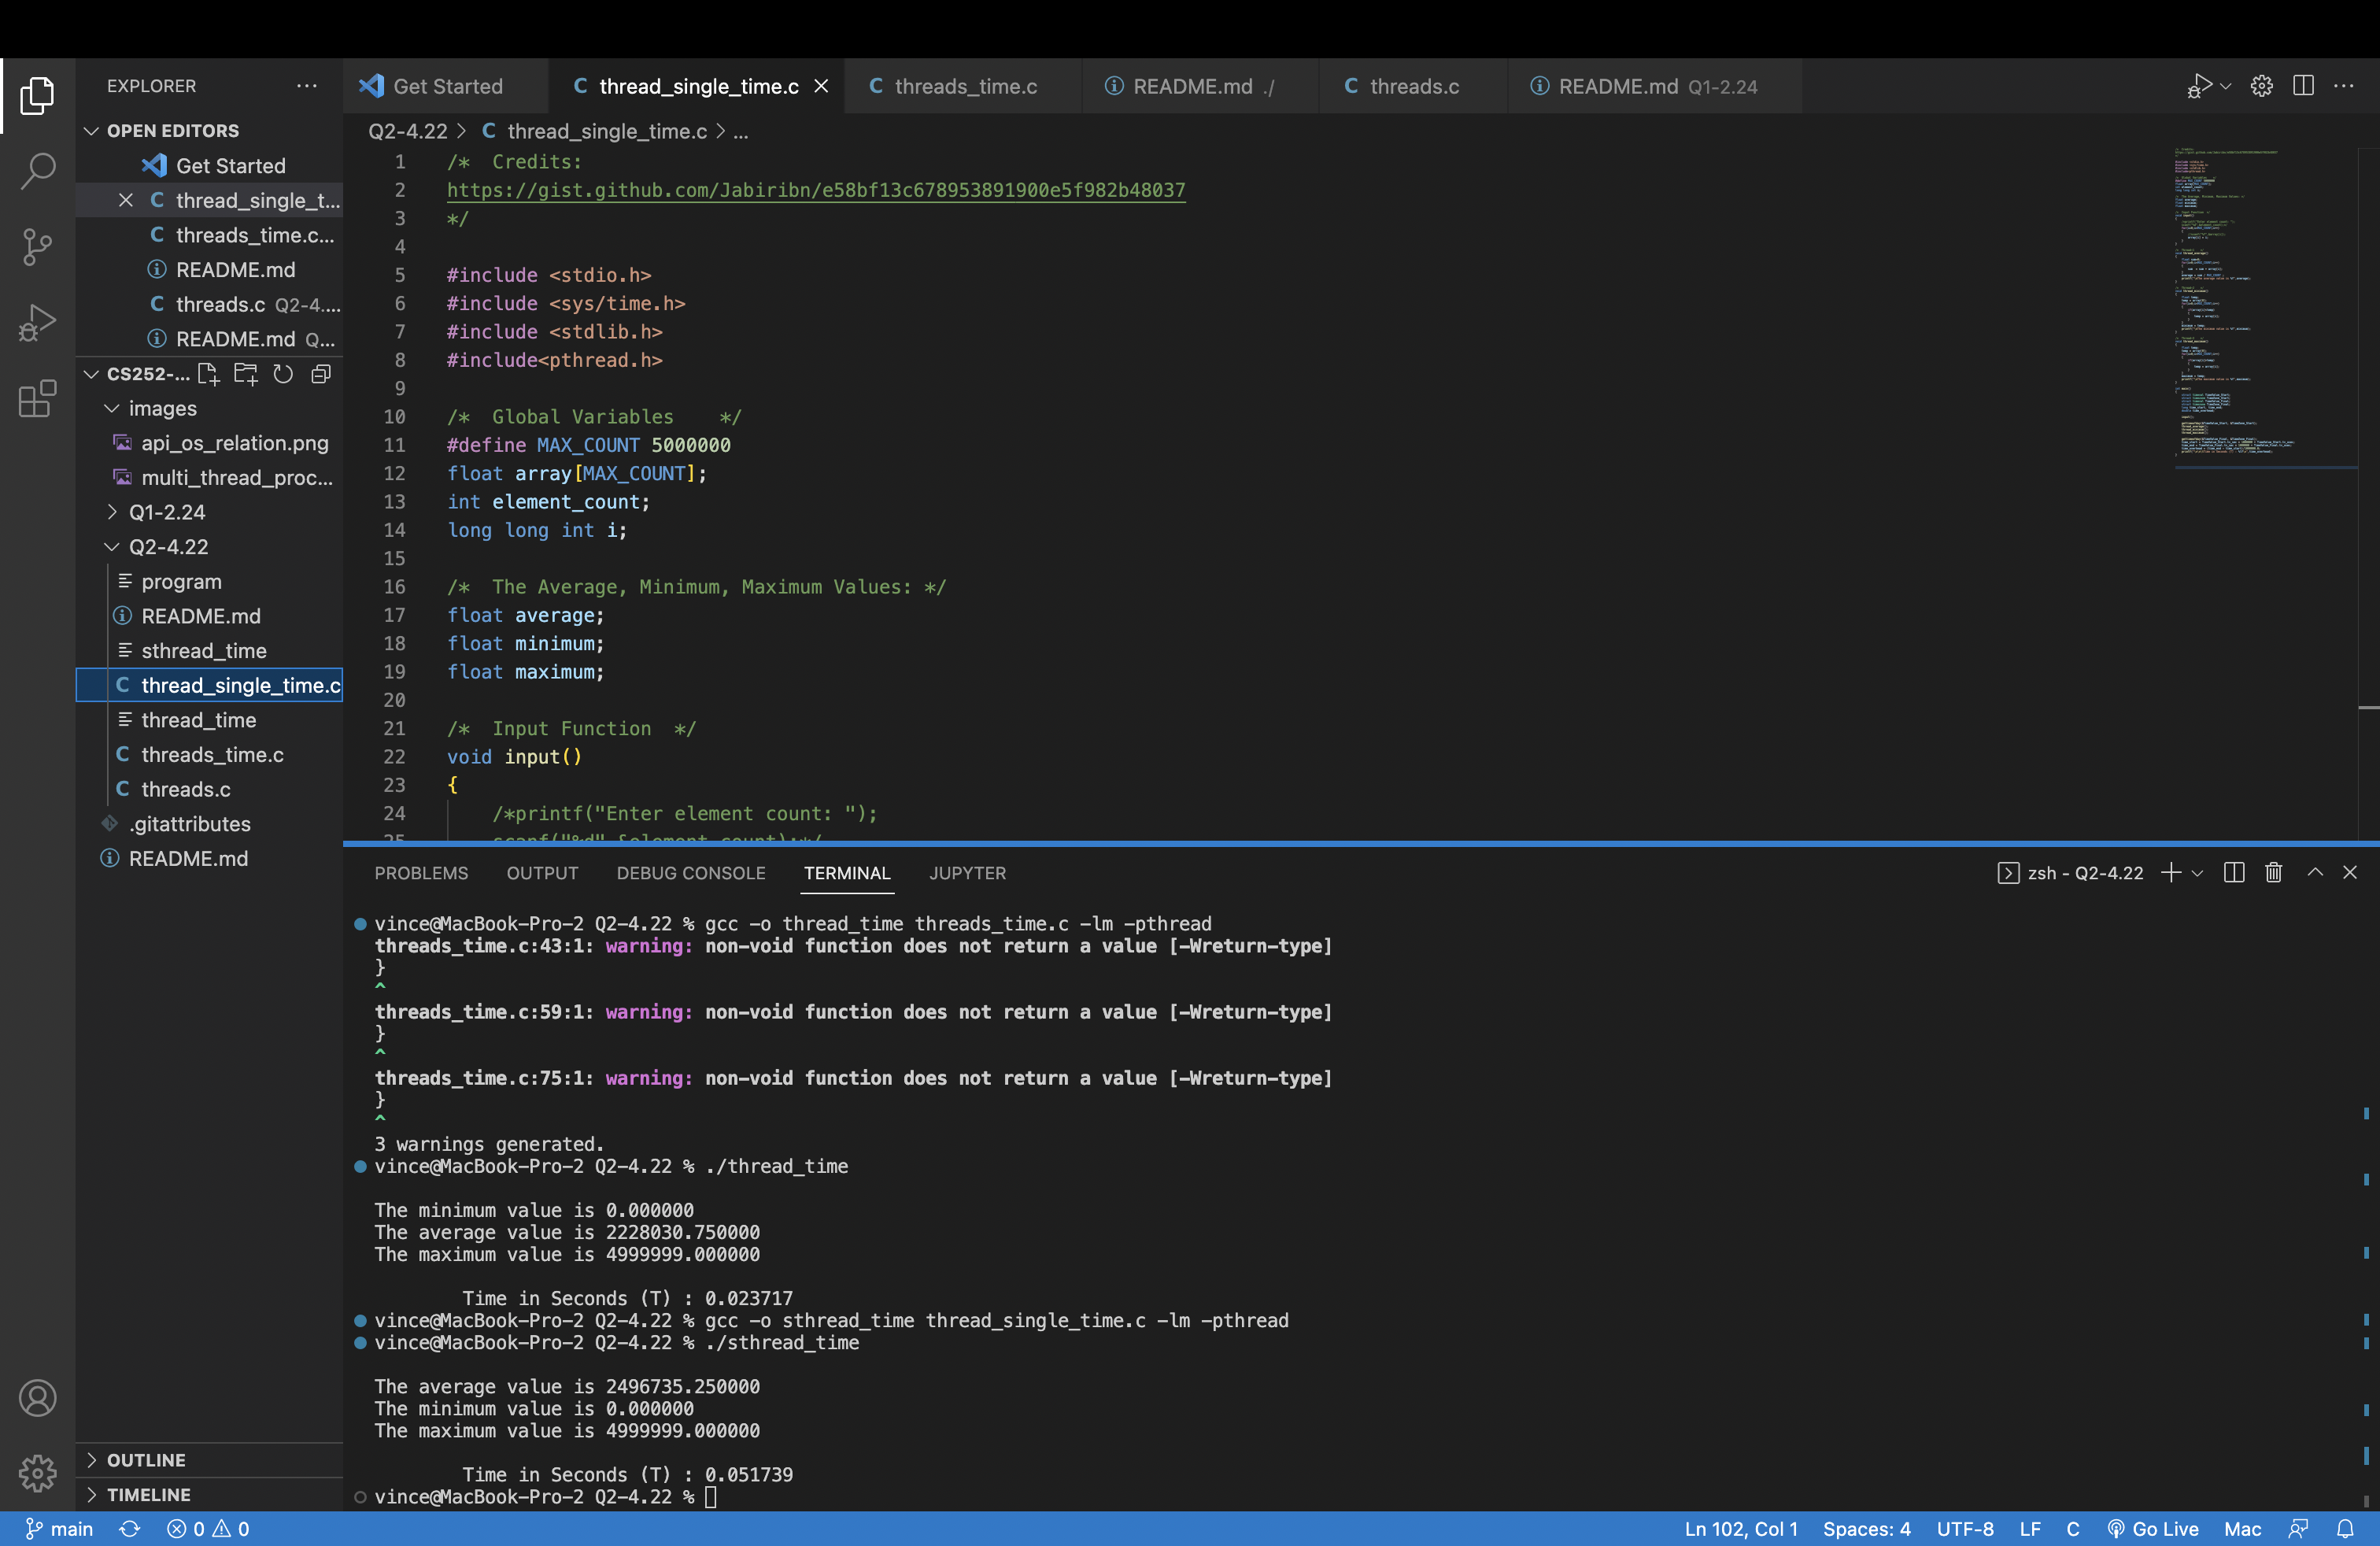 EXPLORER
Get Started
thread_single_time.c
threads_time.c
README.md ./
threads.c
README.md Q1-2.24
OPEN EDITORS
Get Started
thread_single_t...
threads_time.c...
README.md
threads.c Q2-4....
README.md Q...
CS252-...
images
api_os_relation.png
multi_thread_proc...
Q1-2.24
Q2-4.22
program
README.md
sthread_time
thread_single_time.c
thread_time
threads_time.c
threads.c
.gitattributes
README.md
OUTLINE
TIMELINE
Q2-4.22 > C thread_single_time.c > ...
1 /*  Credits:
2 https://gist.github.com/Jabiribn/e58bf13c678953891900e5f982b48037
3 */
4
5 #include <stdio.h>
6 #include <sys/time.h>
7 #include <stdlib.h>
8 #include<pthread.h>
9
10 /*  Global Variables    */
11 #define MAX_COUNT 5000000
12 float array[MAX_COUNT];
13 int element_count;
14 long long int i;
15
16 /*  The Average, Minimum, Maximum Values: */
17 float average;
18 float minimum;
19 float maximum;
20
21 /*  Input Function  */
22 void input()
23 {
24     /*printf("Enter element count: ");
25     scanf("%d",&element_count);*/
PROBLEMS OUTPUT DEBUG CONSOLE TERMINAL JUPYTER
zsh - Q2-4.22
vince@MacBook-Pro-2 Q2-4.22 % gcc -o thread_time threads_time.c -lm -pthread
threads_time.c:43:1: warning: non-void function does not return a value [-Wreturn-type]
}
^
threads_time.c:59:1: warning: non-void function does not return a value [-Wreturn-type]
}
^
threads_time.c:75:1: warning: non-void function does not return a value [-Wreturn-type]
}
^
3 warnings generated.
vince@MacBook-Pro-2 Q2-4.22 % ./thread_time
The minimum value is 0.000000
The average value is 2228030.750000
The maximum value is 4999999.000000
Time in Seconds (T) : 0.023717
vince@MacBook-Pro-2 Q2-4.22 % gcc -o sthread_time thread_single_time.c -lm -pthread
vince@MacBook-Pro-2 Q2-4.22 % ./sthread_time
The average value is 2496735.250000
The minimum value is 0.000000
The maximum value is 4999999.000000
Time in Seconds (T) : 0.051739
vince@MacBook-Pro-2 Q2-4.22 %
main 0 0 Ln 102, Col 1 Spaces: 4 UTF-8 LF C Go Live Mac